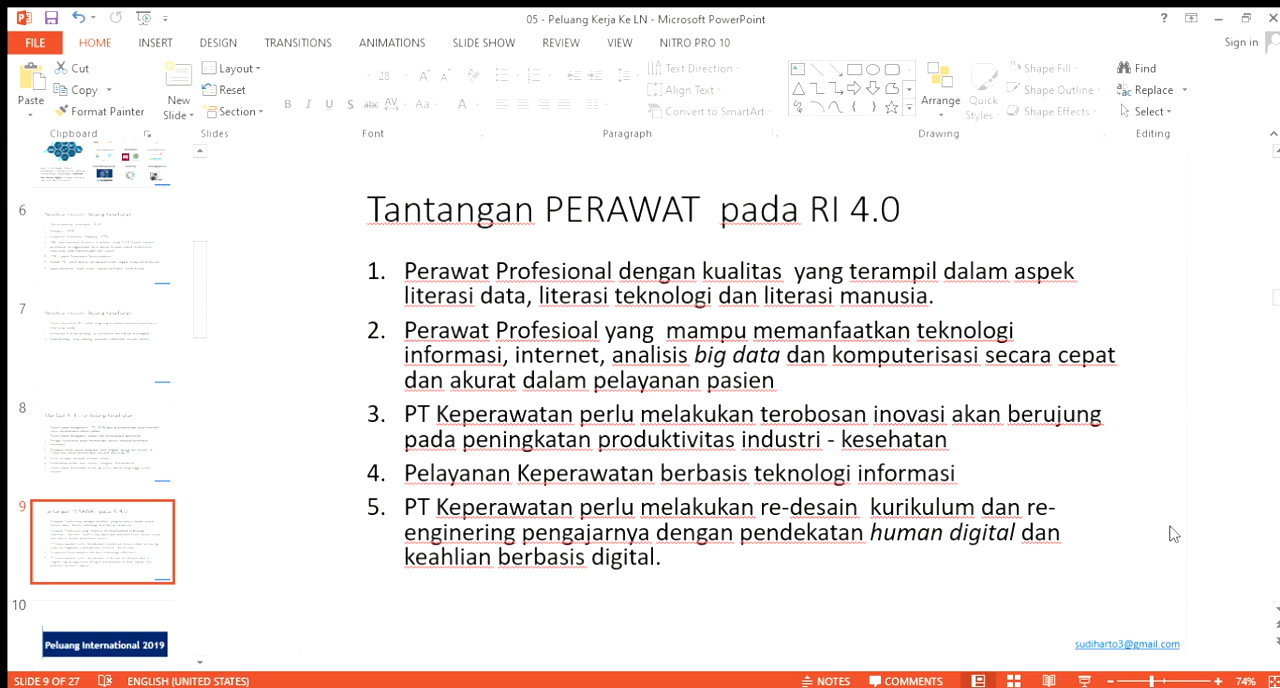 05 - Peluang Kerja Ke LN - Microsoft PowerPoint
FILE HOME INSERT DESIGN TRANSITIONS ANIMATIONS SLIDE SHOW REVIEW VIEW NITRO PRO 10 Sign in
Cut
Copy
Format Painter
Paste
Clipboard
New
Slide
Layout
Reset
Section
Slides
28
Font
Text Direction
Align Text
Convert to SmartArt
Paragraph
Arrange
Quick
Styles
Shape Fill
Shape Outline
Shape Effects
Drawing
Find
Replace
Select
Editing
6
7
8
9
10
Peluang International 2019
Tantangan PERAWAT pada RI 4.0
1. Perawat Profesional dengan kualitas yang terampil dalam aspek
literasi data, literasi teknologi dan literasi manusia.
2. Perawat Profesioal yang mampu memanfaatkan teknologi
informasi, internet, analisis big data dan komputerisasi secara cepat
dan akurat dalam pelayanan pasien
3. PT Keperawatan perlu melakukan terobosan inovasi akan berujung
pada peningkatan produktivitas industri - kesehatan
4. Pelayanan Keperawatan berbasis teknologi informasi
5. PT Keparawatan perlu melakukan re-desain kurikulum dan re-
enginering pengajarnya dengan pendekatan human digital dan
keahlian berbasis digital.
sudiharto3@gmail.com
SLIDE 9 OF 27 ENGLISH (UNITED STATES) NOTES COMMENTS 74%